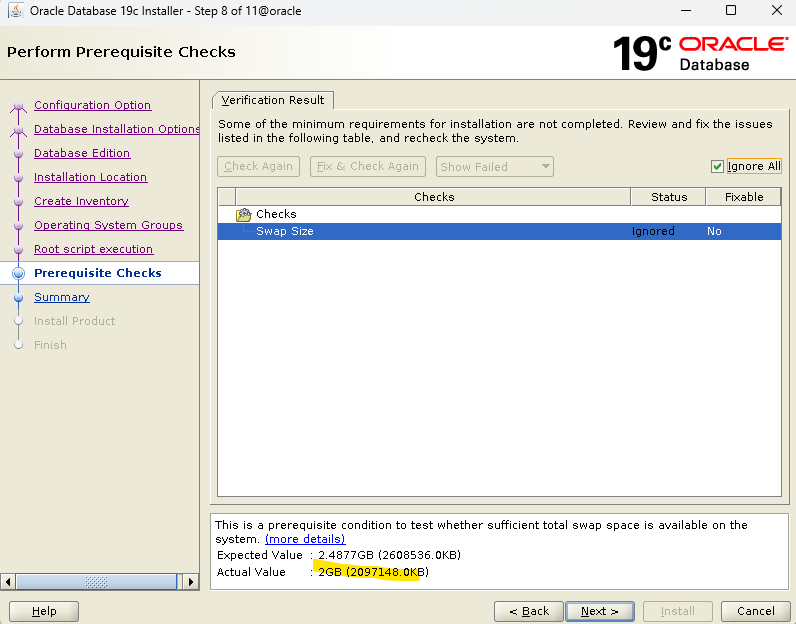 Oracle Database 19c Installer - Step 8 of 11@oracle
Perform Prerequisite Checks
19c ORACLE
Database
Configuration Option
Database Installation Options
Database Edition
Installation Location
Create Inventory
Operating System Groups
Root script execution
Prerequisite Checks
Summary
Install Product
Finish
Verification Result
Some of the minimum requirements for installation are not completed. Review and fix the issues
listed in the following table, and recheck the system.
Check Again Fix & Check Again Show Failed Ignore All
Checks Status Fixable
Checks
Swap Size Ignored No
This is a prerequisite condition to test whether sufficient total swap space is available on the
system. (more details)
Expected Value : 2.4877GB (2608536.0KB)
Actual Value : 2GB (2097148.0KB)
Help < Back Next > Install Cancel